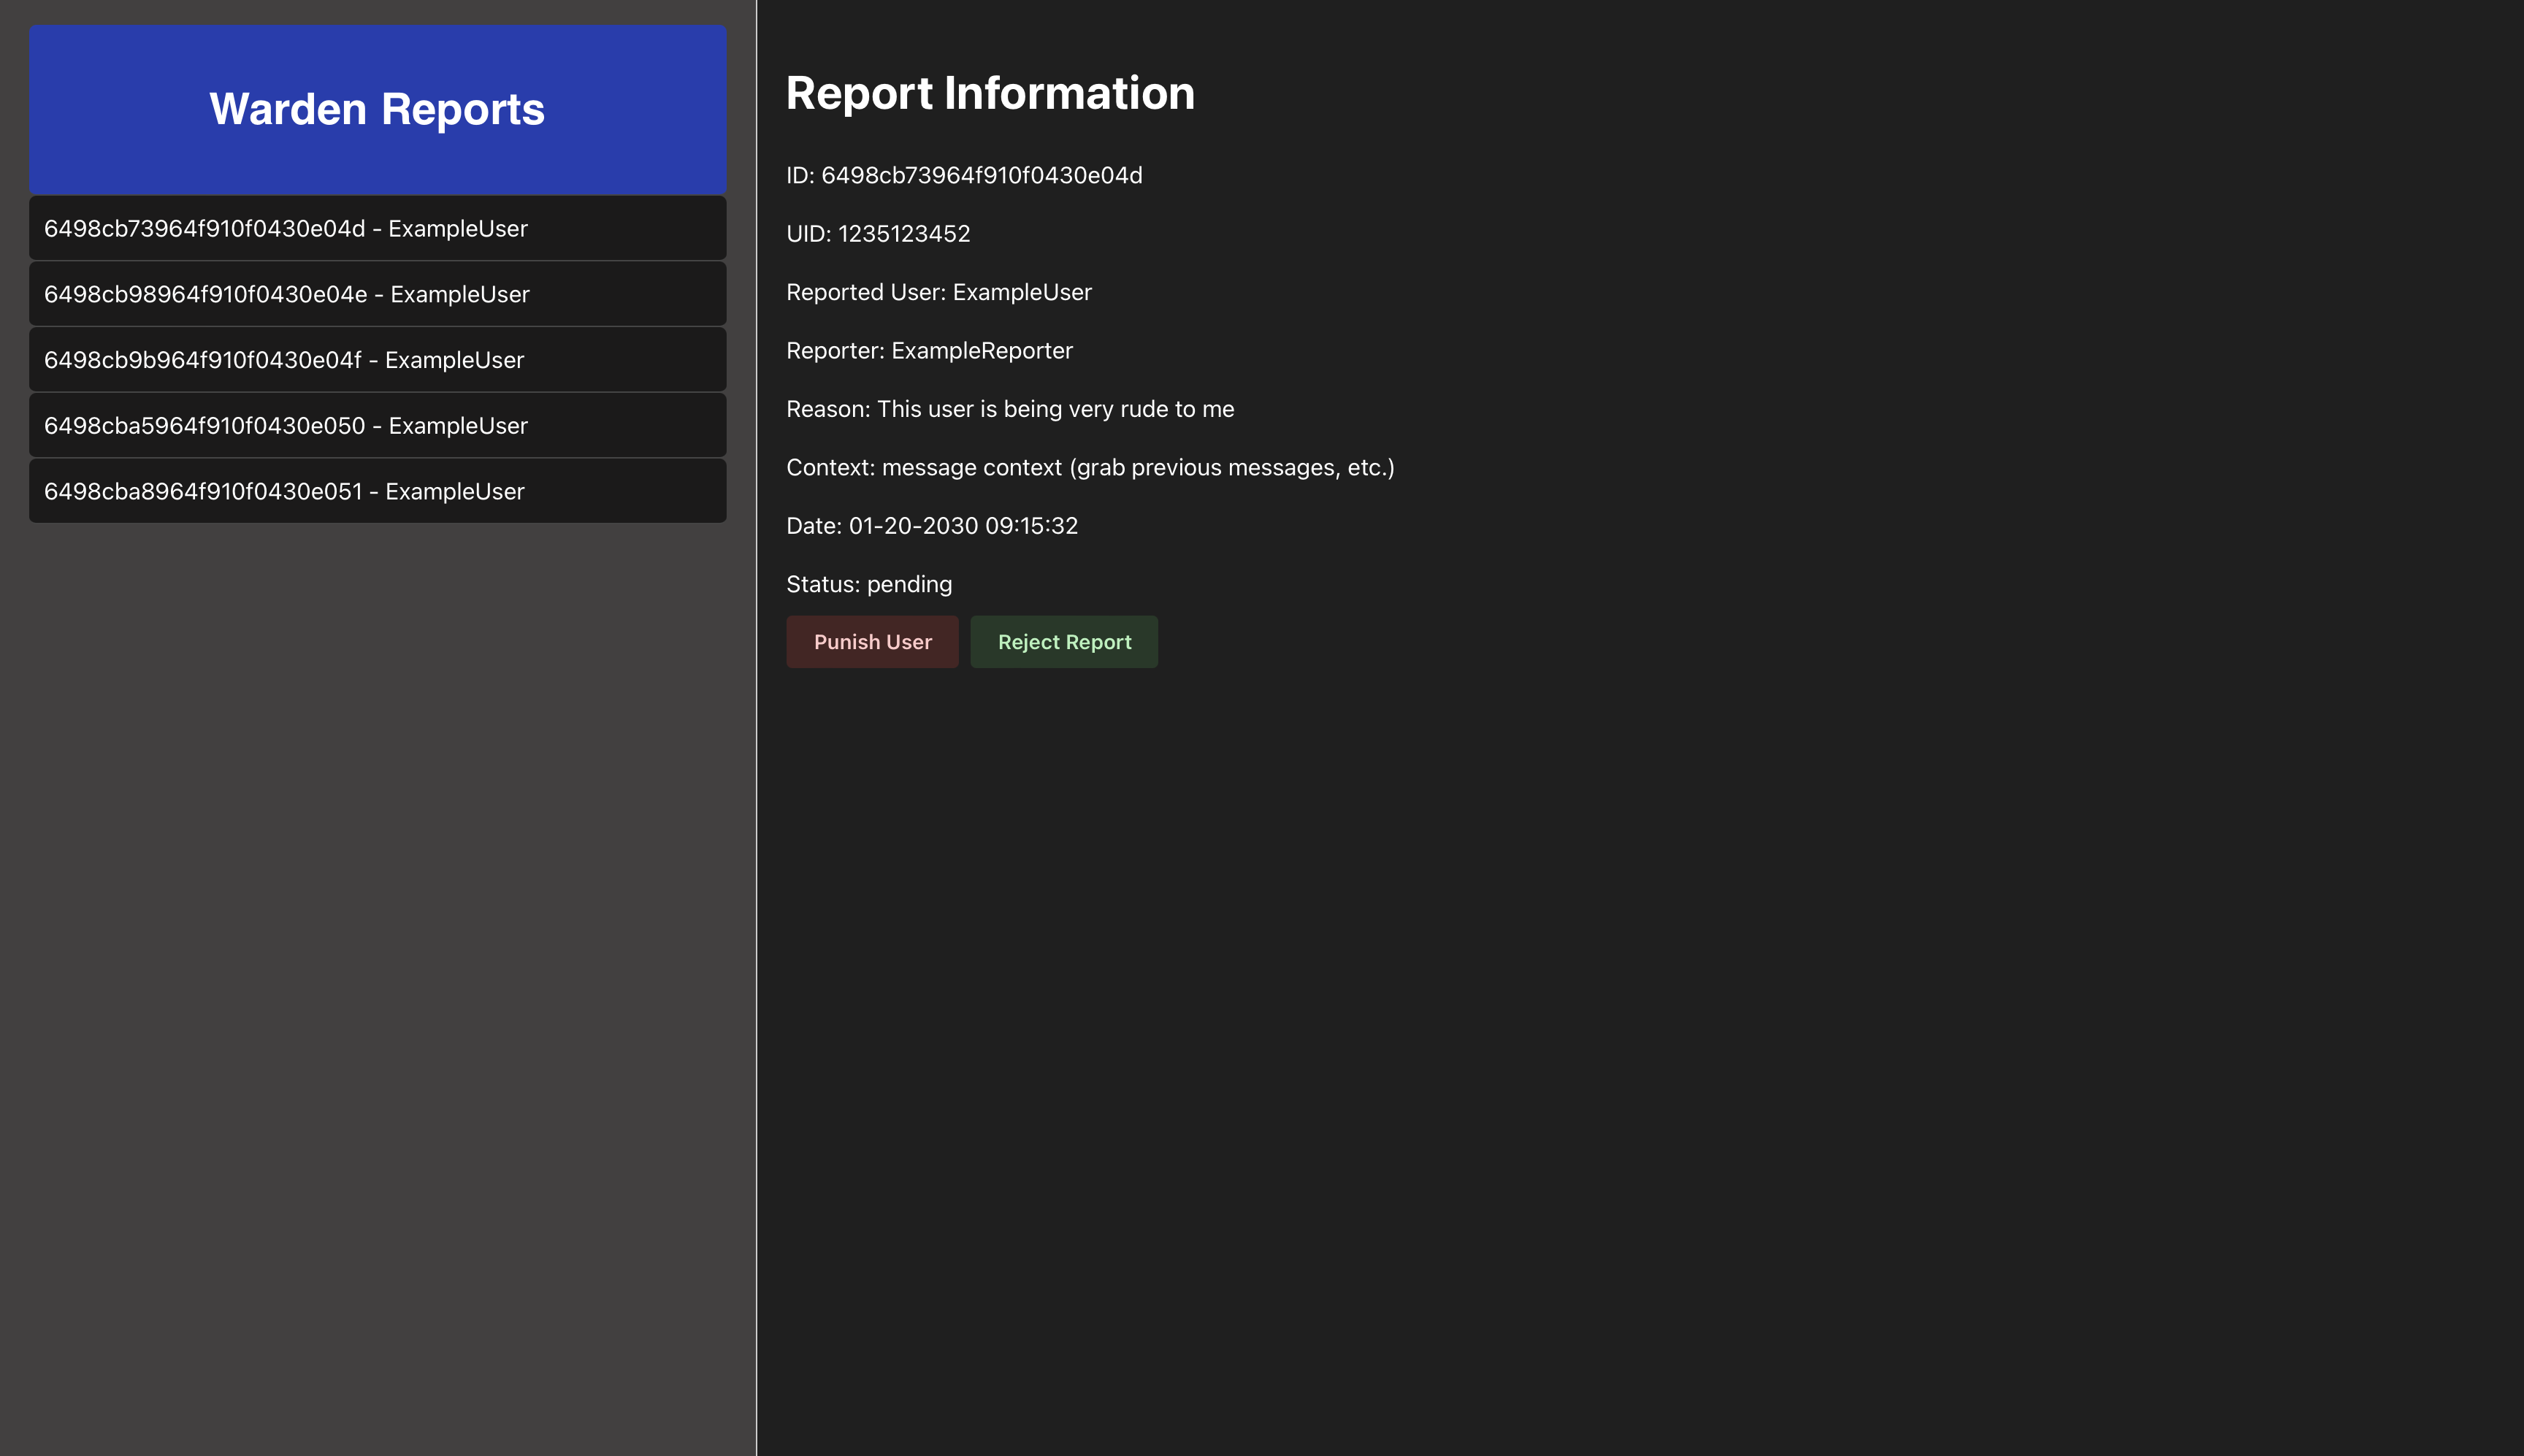 Warden Reports
6498cb73964f910f0430e04d - ExampleUser
6498cb98964f910f0430e04e - ExampleUser
6498cb9b964f910f0430e04f - ExampleUser
6498cba5964f910f0430e050 - ExampleUser
6498cba8964f910f0430e051 - ExampleUser
Report Information
ID: 6498cb73964f910f0430e04d
UID: 1235123452
Reported User: ExampleUser
Reporter: ExampleReporter
Reason: This user is being very rude to me
Context: message context (grab previous messages, etc.)
Date: 01-20-2030 09:15:32
Status: pending
Punish User
Reject Report